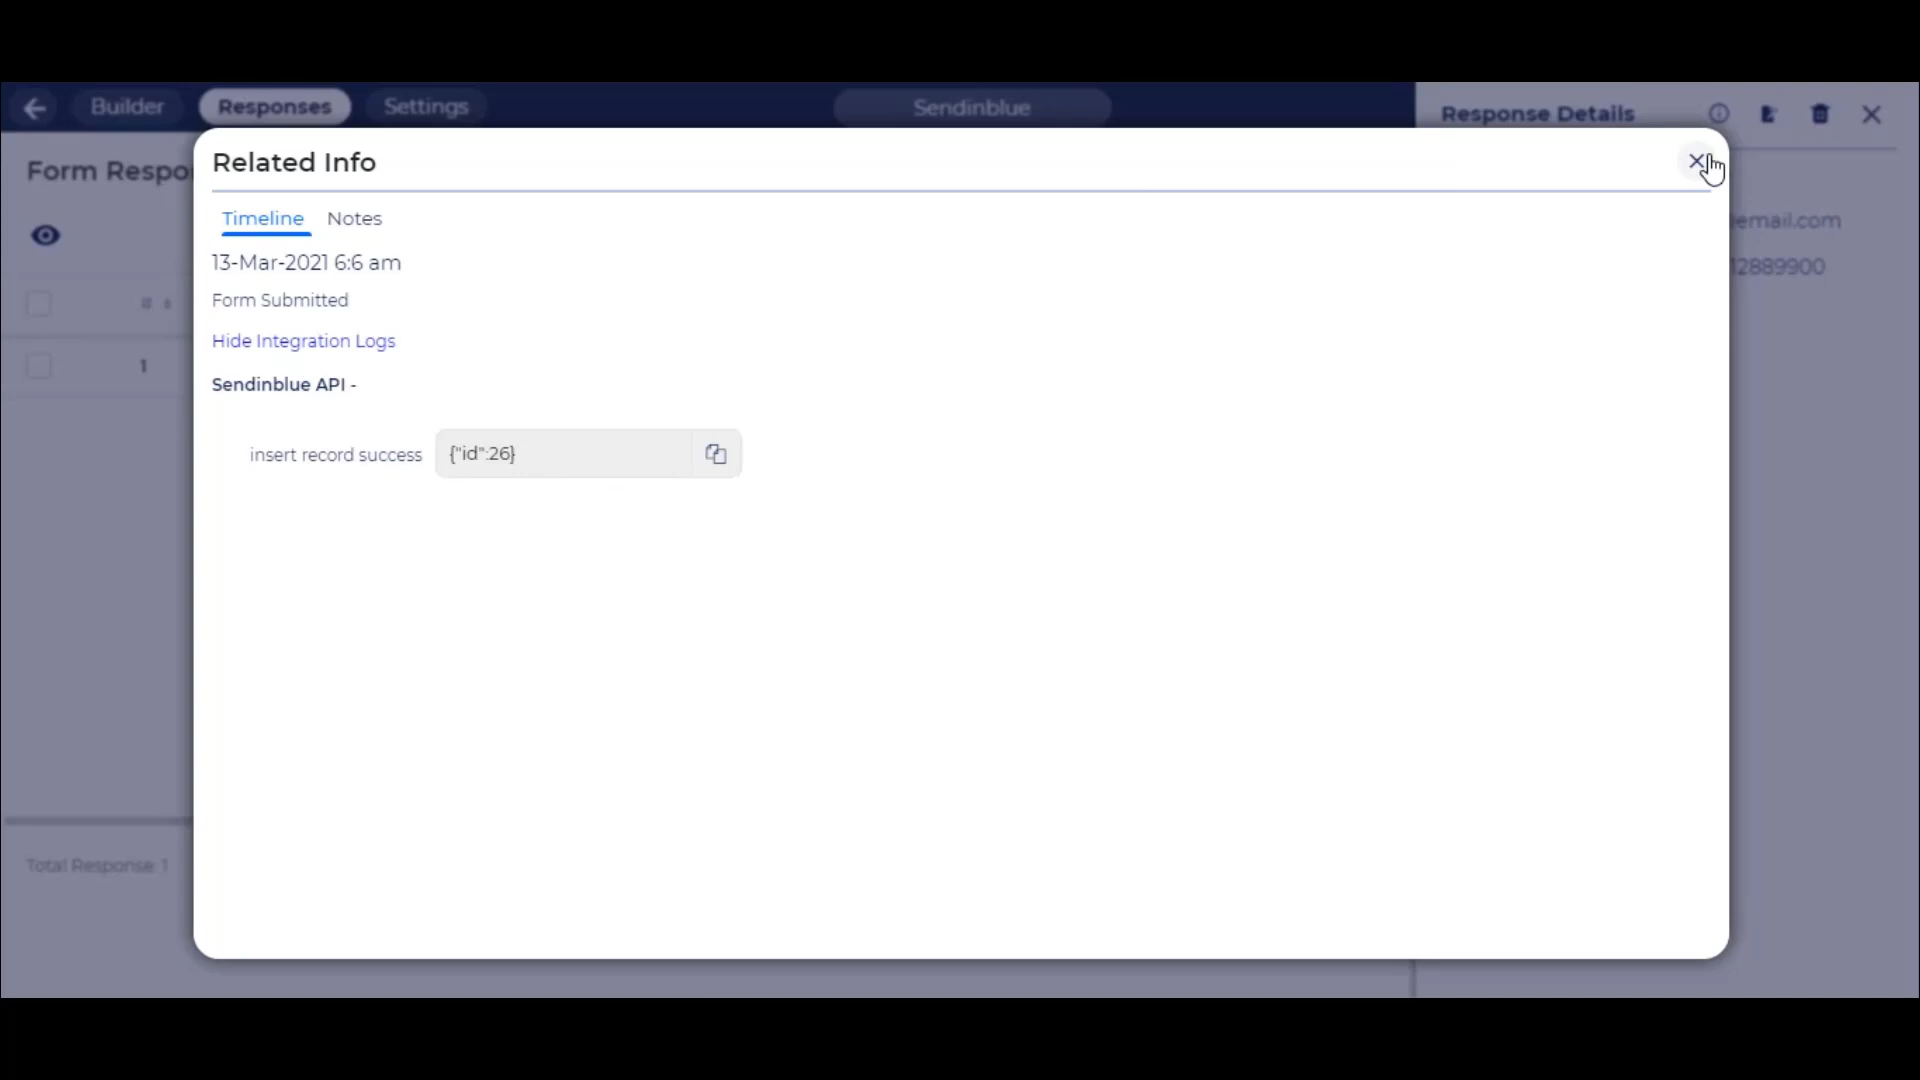 Builder Responses Settings Sendinblue Response Details
Related Info
Form Respo
Timeline Notes
email.com
13-Mar-2021 6:6 am
12889900
Form Submitted
Hide Integration Logs
1
Sendinblue API -
insert record success {"id":26}
Total Response: 1